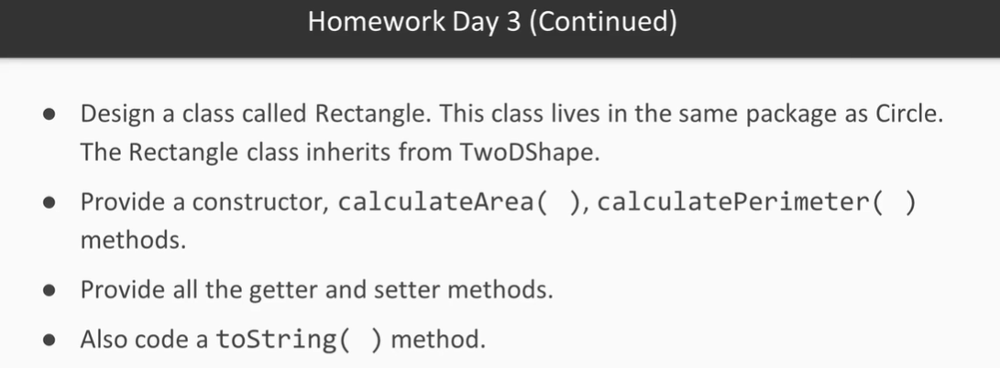 Homework Day 3 (Continued)
● Design a class called Rectangle. This class lives in the same package as Circle.
The Rectangle class inherits from TwoDShape.
● Provide a constructor, calculateArea( ), calculatePerimeter( )
methods.
● Provide all the getter and setter methods.
● Also code a toString( ) method.